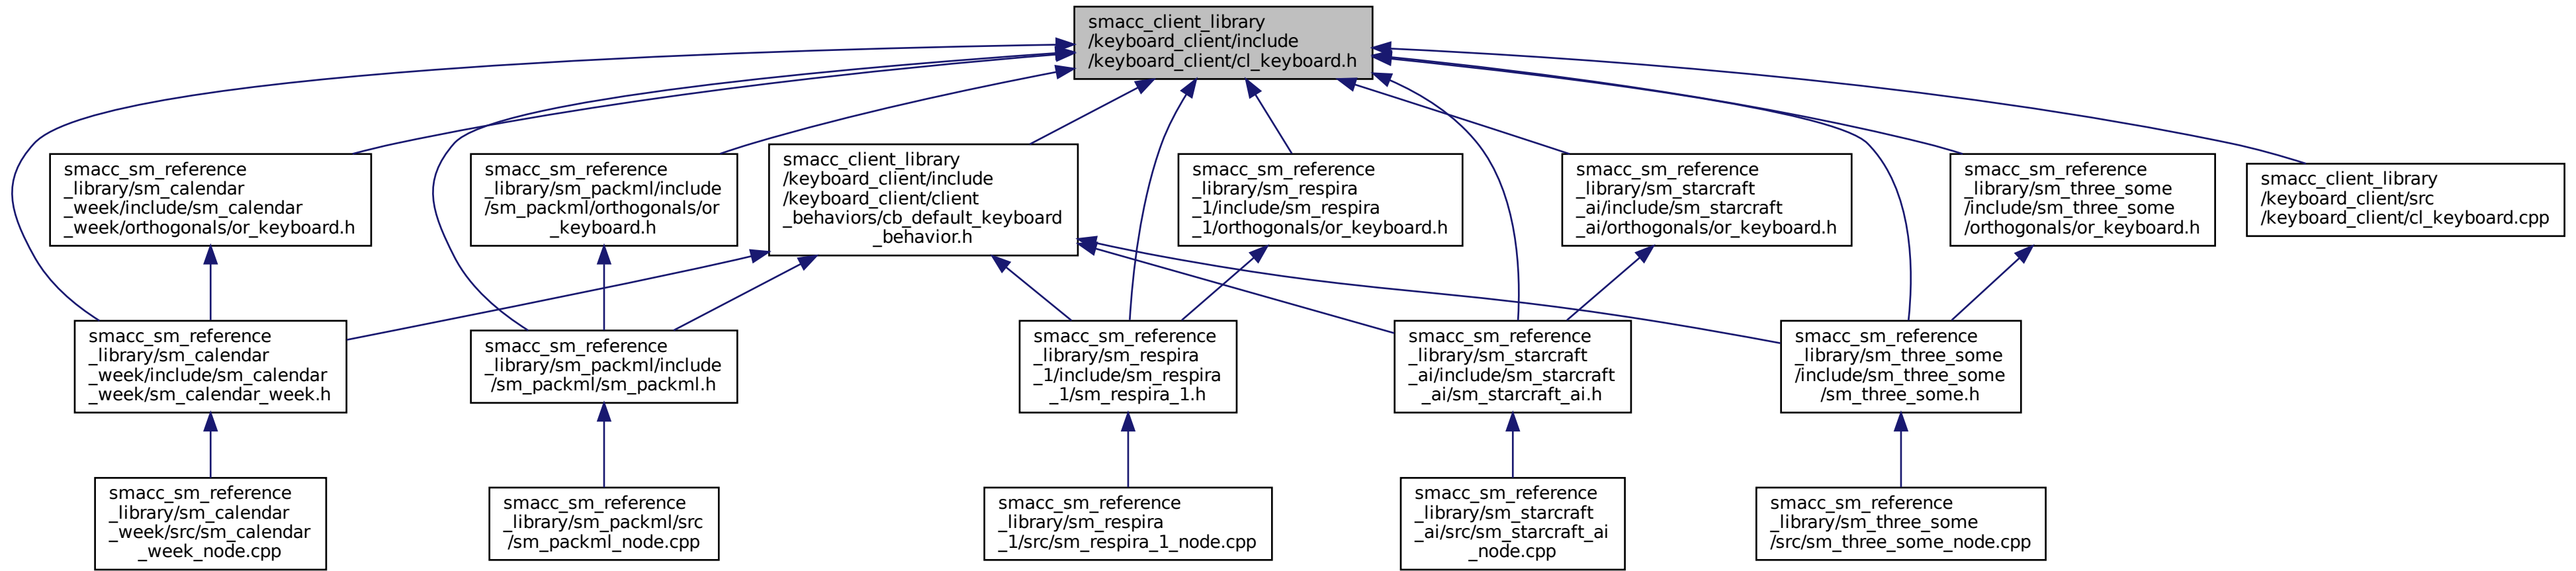 smacc_client_library
/keyboard_client/include
/keyboard_client/cl_keyboard.h
smacc_sm_reference
_library/sm_calendar
_week/include/sm_calendar
_week/orthogonals/or_keyboard.h
smacc_sm_reference
_library/sm_packml/include
/sm_packml/orthogonals/or
_keyboard.h
smacc_client_library
/keyboard_client/include
/keyboard_client/client
_behaviors/cb_default_keyboard
_behavior.h
smacc_sm_reference
_library/sm_respira
_1/include/sm_respira
_1/orthogonals/or_keyboard.h
smacc_sm_reference
_library/sm_starcraft
_ai/include/sm_starcraft
_ai/orthogonals/or_keyboard.h
smacc_sm_reference
_library/sm_three_some
/include/sm_three_some
/orthogonals/or_keyboard.h
smacc_client_library
/keyboard_client/src
/keyboard_client/cl_keyboard.cpp
smacc_sm_reference
_library/sm_calendar
_week/include/sm_calendar
_week/sm_calendar_week.h
smacc_sm_reference
_library/sm_packml/include
/sm_packml/sm_packml.h
smacc_sm_reference
_library/sm_respira
_1/include/sm_respira
_1/sm_respira_1.h
smacc_sm_reference
_library/sm_starcraft
_ai/include/sm_starcraft
_ai/sm_starcraft_ai.h
smacc_sm_reference
_library/sm_three_some
/include/sm_three_some
/sm_three_some.h
smacc_sm_reference
_library/sm_calendar
_week/src/sm_calendar
_week_node.cpp
smacc_sm_reference
_library/sm_packml/src
/sm_packml_node.cpp
smacc_sm_reference
_library/sm_respira
_1/src/sm_respira_1_node.cpp
smacc_sm_reference
_library/sm_starcraft
_ai/src/sm_starcraft_ai
_node.cpp
smacc_sm_reference
_library/sm_three_some
/src/sm_three_some_node.cpp